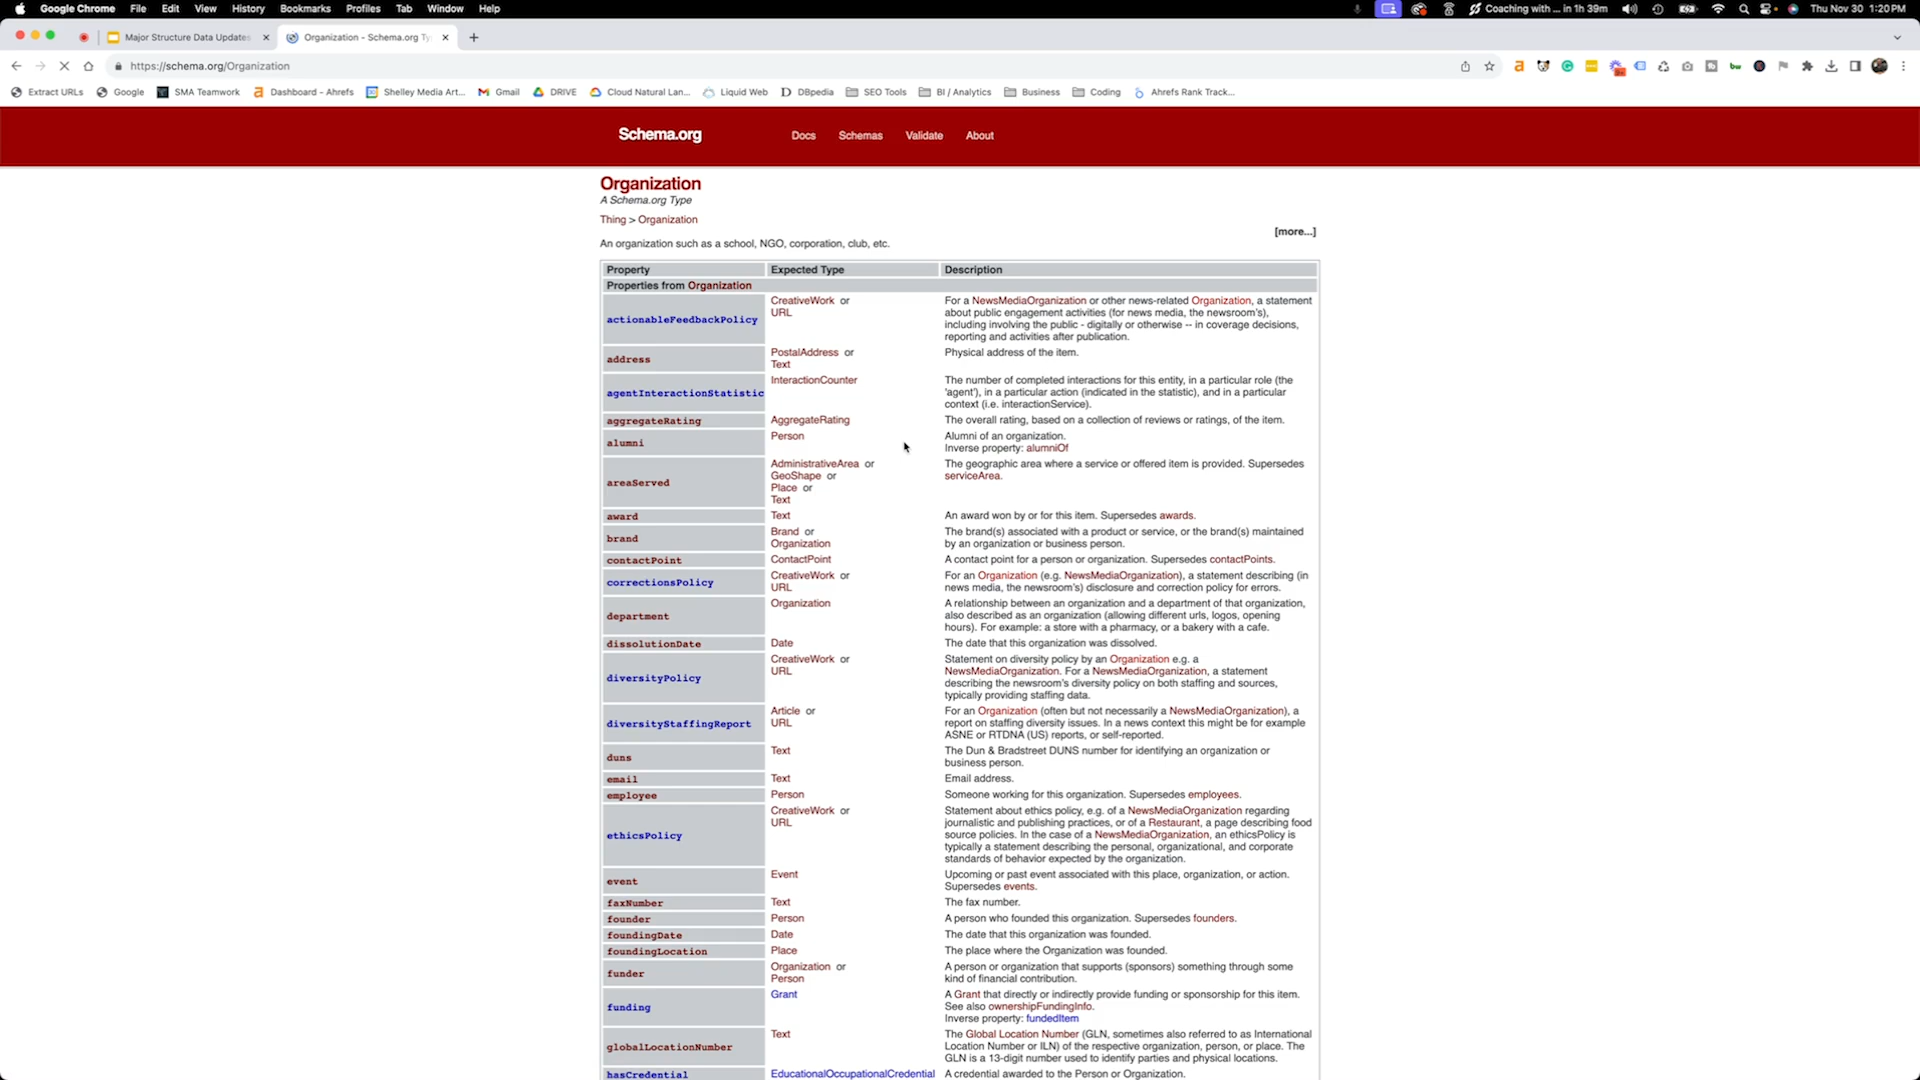 Google Chrome File Edit View History Bookmarks Profiles Tab Window Help Coaching with ... in 1h 39m Thu Nov 30 1:20 PM
Major Structure Data Updates Organization - Schema.org Ty
https://schema.org/Organization
Extract URLs Google SMA Teamwork Dashboard - Ahrefs Shelley Media Art... Gmail DRIVE Cloud Natural Lan... Liquid Web DBpedia SEO Tools BI / Analytics Business Coding Ahrefs Rank Track...
Schema.org Docs Schemas Validate About
Organization
A Schema.org Type
Thing > Organization
[more...]
An organization such as a school, NGO, corporation, club, etc.
Property Expected Type Description
Properties from Organization
actionableFeedbackPolicy
CreativeWork or
URL
For a NewsMediaOrganization or other news-related Organization, a statement
about public engagement activities (for news media, the newsroom's),
including involving the public - digitally or otherwise -- in coverage decisions,
reporting and activities after publication.
address
PostalAddress or
Text
Physical address of the item.
agentInteractionStatistic
InteractionCounter
The number of completed interactions for this entity, in a particular role (the
'agent'), in a particular action (indicated in the statistic), and in a particular
context (i.e. interactionService).
aggregateRating
AggregateRating
The overall rating, based on a collection of reviews or ratings, of the item.
alumni
Person
Alumni of an organization.
Inverse property: alumniOf
areaServed
AdministrativeArea or
GeoShape or
Place or
Text
The geographic area where a service or offered item is provided. Supersedes
serviceArea.
award
Text
An award won by or for this item. Supersedes awards.
brand
Brand or
Organization
The brand(s) associated with a product or service, or the brand(s) maintained
by an organization or business person.
contactPoint
ContactPoint
A contact point for a person or organization. Supersedes contactPoints.
correctionsPolicy
CreativeWork or
URL
For an Organization (e.g. NewsMediaOrganization), a statement describing (in
news media, the newsroom's) disclosure and correction policy for errors.
department
Organization
A relationship between an organization and a department of that organization,
also described as an organization (allowing different urls, logos, opening
hours). For example: a store with a pharmacy, or a bakery with a cafe.
dissolutionDate
Date
The date that this organization was dissolved.
diversityPolicy
CreativeWork or
URL
Statement on diversity policy by an Organization e.g. a
NewsMediaOrganization. For a NewsMediaOrganization, a statement
describing the newsroom's diversity policy on both staffing and sources,
typically providing staffing data.
diversityStaffingReport
Article or
URL
For an Organization (often but not necessarily a NewsMediaOrganization), a
report on staffing diversity issues. In a news context this might be for example
ASNE or RTDNA (US) reports, or self-reported.
duns
Text
The Dun & Bradstreet DUNS number for identifying an organization or
business person.
email
Text
Email address.
employee
Person
Someone working for this organization. Supersedes employees.
ethicsPolicy
CreativeWork or
URL
Statement about ethics policy, e.g. of a NewsMediaOrganization regarding
journalistic and publishing practices, or of a Restaurant, a page describing food
source policies. In the case of a NewsMediaOrganization, an ethicsPolicy is
typically a statement describing the personal, organizational, and corporate
standards of behavior expected by the organization.
event
Event
Upcoming or past event associated with this place, organization, or action.
Supersedes events.
faxNumber
Text
The fax number.
founder
Person
A person who founded this organization. Supersedes founders.
foundingDate
Date
The date that this organization was founded.
foundingLocation
Place
The place where the Organization was founded.
funder
Organization or
Person
A person or organization that supports (sponsors) something through some
kind of financial contribution.
funding
Grant
A Grant that directly or indirectly provide funding or sponsorship for this item.
See also ownershipFundingInfo.
Inverse property: fundedItem
globalLocationNumber
Text
The Global Location Number (GLN, sometimes also referred to as International
Location Number or ILN) of the respective organization, person, or place. The
GLN is a 13-digit number used to identify parties and physical locations.
hasCredential
EducationalOccupationalCredential
A credential awarded to the Person or Organization.